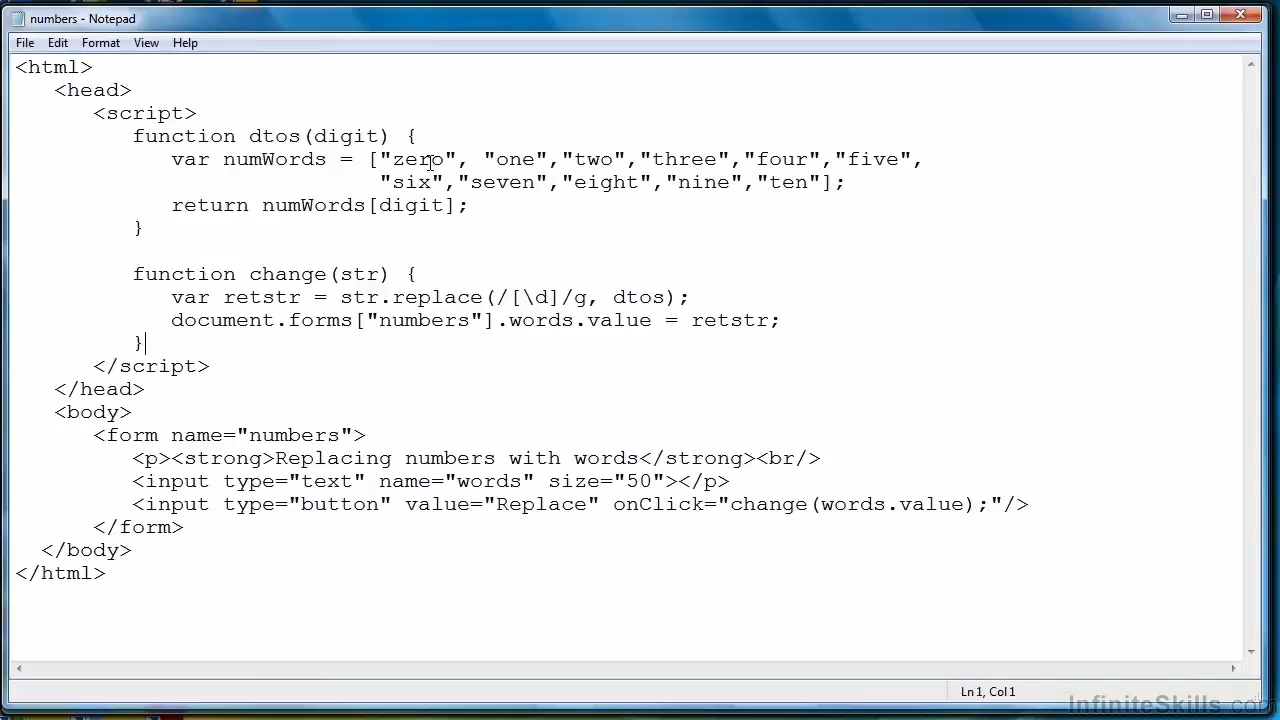 numbers - Notepad
File Edit Format View Help
<html>
<head>
<script>
function dtos(digit) {
var numWords = ["zero", "one","two","three","four","five",
"six","seven","eight","nine","ten"];
return numWords[digit];
}
function change(str) {
var retstr = str.replace(/[\d]/g, dtos);
document.forms["numbers"].words.value = retstr;
}
</script>
</head>
<body>
<form name="numbers">
<p><strong>Replacing numbers with words</strong><br/>
<input type="text" name="words" size="50"></p>
<input type="button" value="Replace" onClick="change(words.value);"/>
</form>
</body>
</html>
Ln1, Col1
InfiniteSkills.com